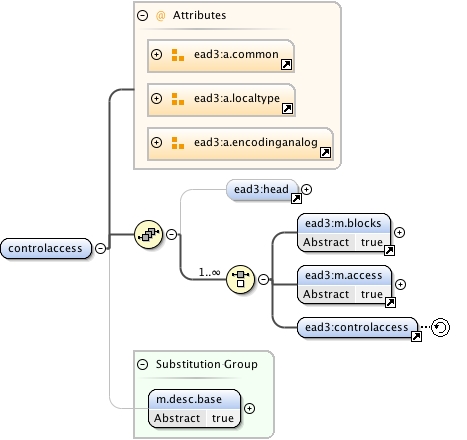 @ Attributes
ead3:a.common
ead3:a.localtype
ead3:a.encodinganalog
ead3:head
controlaccess
1..∞
ead3:m.blocks
Abstract true
ead3:m.access
Abstract true
ead3:controlaccess
Substitution Group
m.desc.base
Abstract true